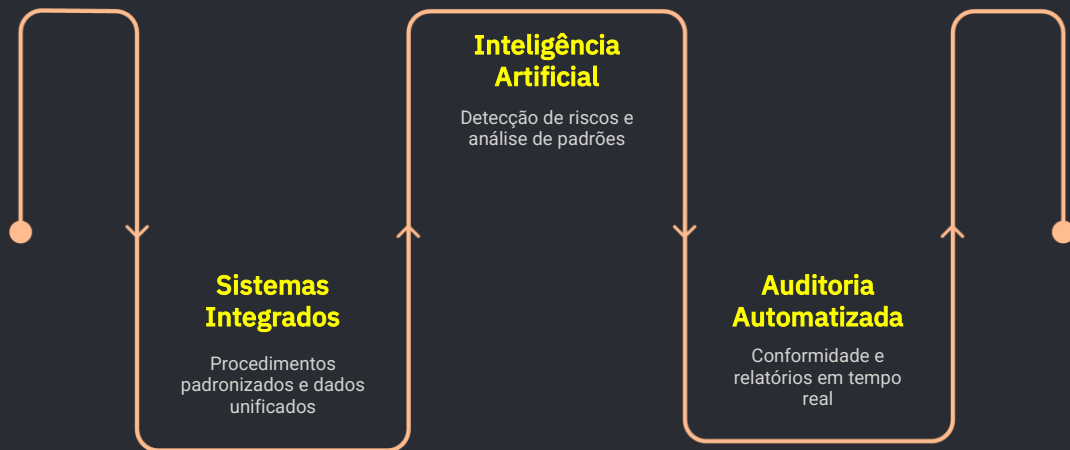 Sistemas
Integrados
Procedimentos
padronizados e dados
unificados
Inteligência
Artificial
Detecção de riscos e
análise de padrões
Auditoria
Automatizada
Conformidade e
relatórios em tempo
real